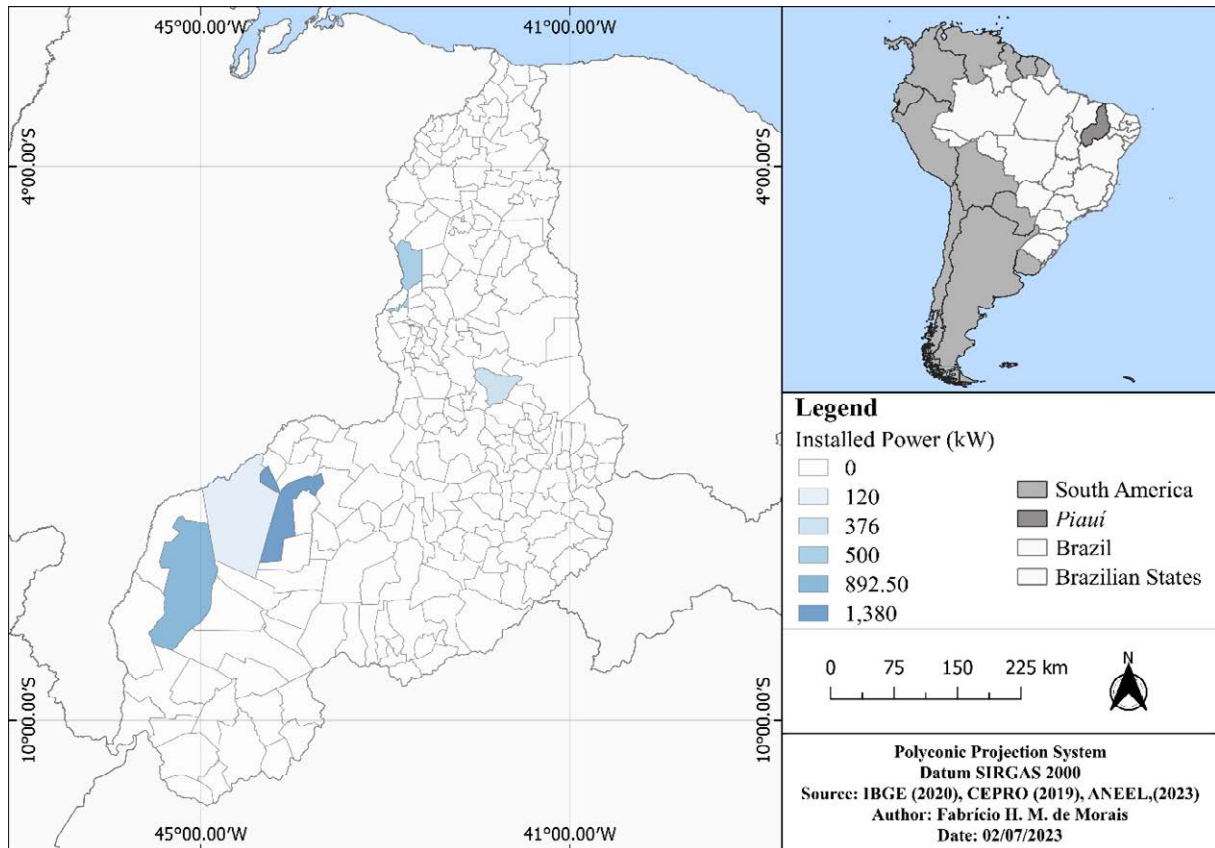 45°00.00'W
41°00.00'W
4°00.00'S
4°00.00'S
10°00.00'S
10°00.00'S
45°00.00'W
41°00.00'W
Legend
Installed Power (kW)
0
120
376
500
892.50
1,380
South America
Piauí
Brazil
Brazilian States
0 75 150 225 km
N
Polyconic Projection System
Datum SIRGAS 2000
Source: IBGE (2020), CEPRO (2019), ANEEL,(2023)
Author: Fabrício H. M. de Morais
Date: 02/07/2023